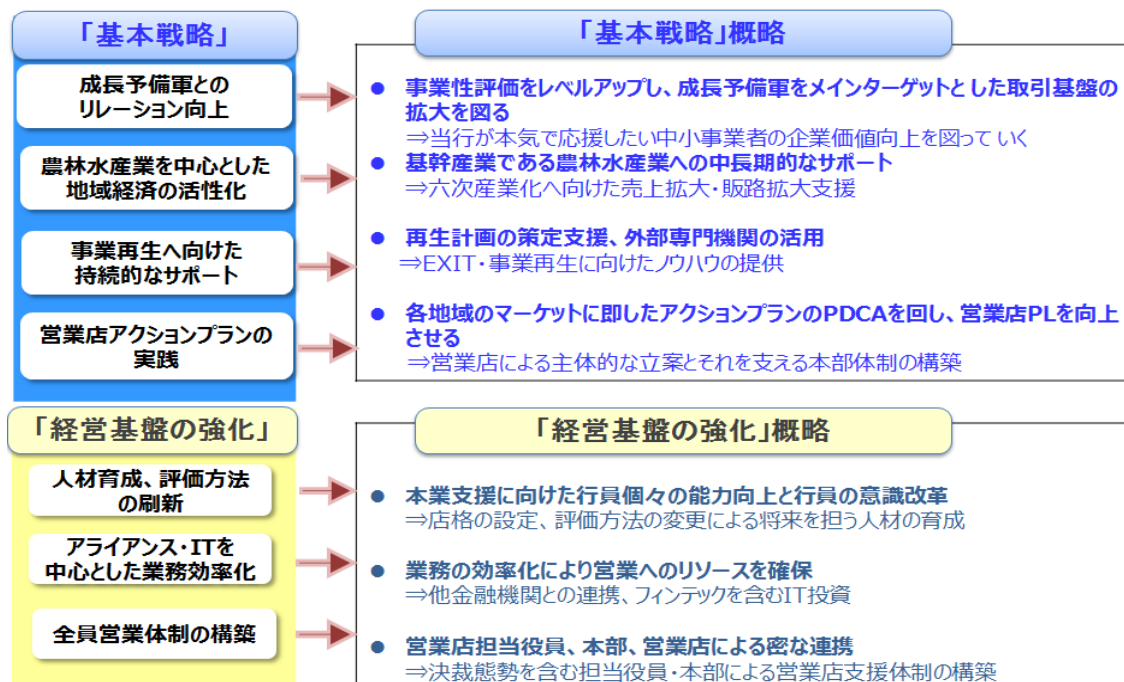 「基本戦略」
「基本戦略」概略
成長予備軍との
リレーション向上
● 事業性評価をレベルアップし、成長予備軍をメインターゲットとした取引基盤の
拡大を図る
⇒当行が本気で応援したい中小事業者の企業価値向上を図っていく
農林水産業を中心とした
地域経済の活性化
● 基幹産業である農林水産業への中長期的なサポート
⇒六次産業化へ向けた売上拡大・販路拡大支援
事業再生へ向けた
持続的なサポート
● 再生計画の策定支援、外部専門機関の活用
⇒EXIT・事業再生に向けたノウハウの提供
営業店アクションプランの
実践
● 各地域のマーケットに即したアクションプランのPDCAを回し、営業店PLを向上
させる
⇒営業店による主体的な立案とそれを支える本部体制の構築
「経営基盤の強化」
「経営基盤の強化」概略
人材育成、評価方法
の刷新
● 本業支援に向けた行員個々の能力向上と行員の意識改革
⇒店格の設定、評価方法の変更による将来を担う人材の育成
アライアンス・ITを
中心とした業務効率化
● 業務の効率化により営業へのリソースを確保
⇒他金融機関との連携、フィンテックを含むIT投資
全員営業体制の構築
● 営業店担当役員、本部、営業店による密な連携
⇒決裁態勢を含む担当役員・本部による営業店支援体制の構築